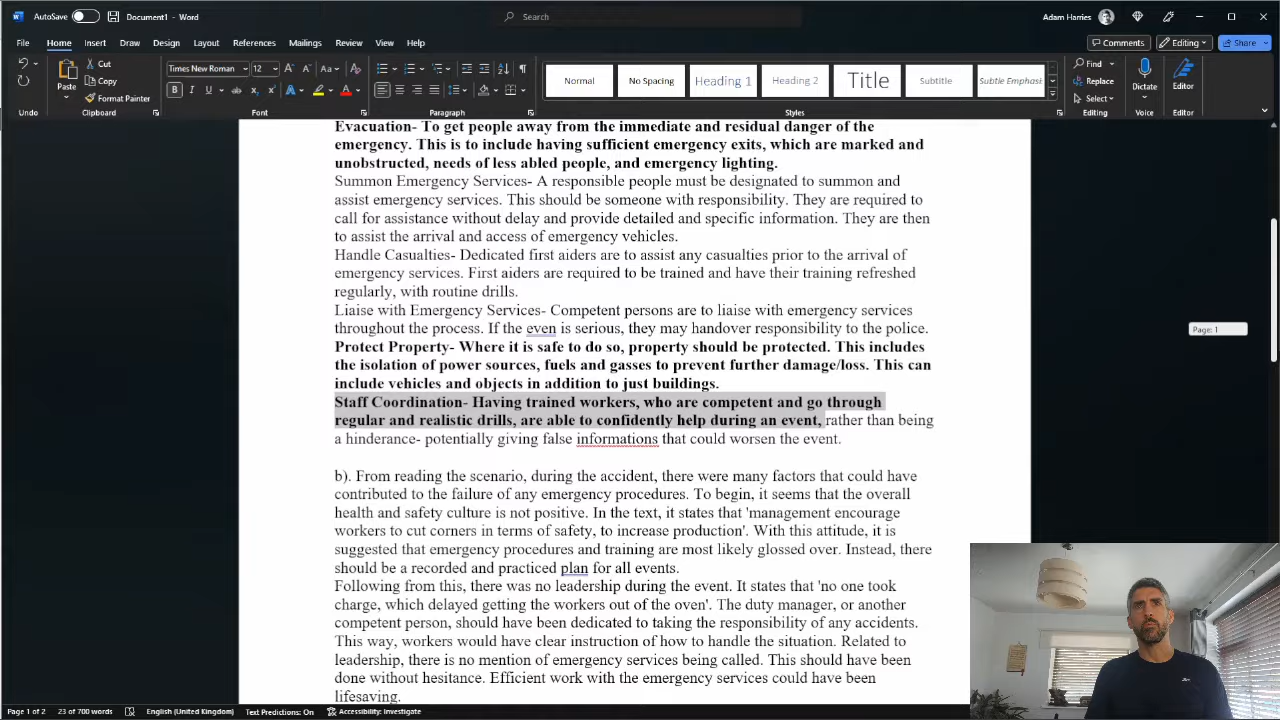 AutoSave Off Document1 - Word Search Adam Harries
File Home Insert Draw Design Layout References Mailings Review View Help Comments Editing Share
Undo Paste Cut Copy Format Painter Clipboard
Times New Roman 12 Font
Paragraph
Normal No Spacing Heading 1 Heading 2 Title Subtitle Subtle Emphasi Styles
Find Replace Select Editing
Dictate Voice
Editor Editor
Evacuation- To get people away from the immediate and residual danger of the
emergency. This is to include having sufficient emergency exits, which are marked and
unobstructed, needs of less abled people, and emergency lighting.
Summon Emergency Services- A responsible people must be designated to summon and
assist emergency services. This should be someone with responsibility. They are required to
call for assistance without delay and provide detailed and specific information. They are then
to assist the arrival and access of emergency vehicles.
Handle Casualties- Dedicated first aiders are to assist any casualties prior to the arrival of
emergency services. First aiders are required to be trained and have their training refreshed
regularly, with routine drills.
Liaise with Emergency Services- Competent persons are to liaise with emergency services
throughout the process. If the even is serious, they may handover responsibility to the police.
Protect Property- Where it is safe to do so, property should be protected. This includes
the isolation of power sources, fuels and gasses to prevent further damage/loss. This can
include vehicles and objects in addition to just buildings.
Staff Coordination- Having trained workers, who are competent and go through
regular and realistic drills, are able to confidently help during an event, rather than being
a hinderance- potentially giving false informations that could worsen the event.
b). From reading the scenario, during the accident, there were many factors that could have
contributed to the failure of any emergency procedures. To begin, it seems that the overall
health and safety culture is not positive. In the text, it states that 'management encourage
workers to cut corners in terms of safety, to increase production'. With this attitude, it is
suggested that emergency procedures and training are most likely glossed over. Instead, there
should be a recorded and practiced plan for all events.
Following from this, there was no leadership during the event. It states that 'no one took
charge, which delayed getting the workers out of the oven'. The duty manager, or another
competent person, should have been dedicated to taking the responsibility of any accidents.
This way, workers would have clear instruction of how to handle the situation. Related to
leadership, there is no mention of emergency services being called. This should have been
done without hesitance. Efficient work with the emergency services could have been
lifesaving.
Page: 1
Page 1 of 2 23 of 700 words English (United Kingdom) Text Predictions: On Accessibility: Investigate